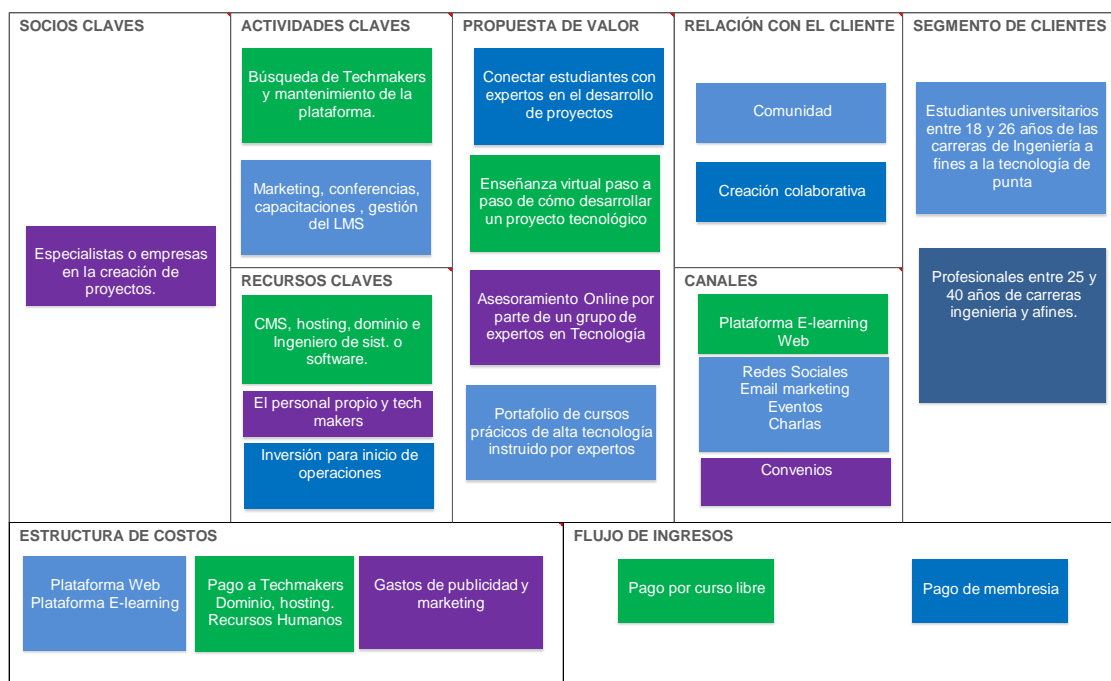 SOCIOS CLAVES
Especialistas o empresas
en la creación de
proyectos.
ACTIVIDADES CLAVES
Búsqueda de Techmakers
y mantenimiento de la
plataforma.
Marketing, conferencias,
capacitaciones , gestión
del LMS
RECURSOS CLAVES
CMS, hosting, dominio e
Ingeniero de sist. o
software.
El personal propio y tech
makers
Inversión para inicio de
operaciones
PROPUESTA DE VALOR
Conectar estudiantes con
expertos en el desarrollo
de proyectos
Enseñanza virtual paso a
paso de cómo desarrollar
un proyecto tecnológico
Asesoramiento Online por
parte de un grupo de
expertos en Tecnología
Portafolio de cursos
prácicos de alta tecnología
instruido por expertos
RELACIÓN CON EL CLIENTE
Comunidad
Creación colaborativa
CANALES
Plataforma E-learning
Web
Redes Sociales
Email marketing
Eventos
Charlas
Convenios
SEGMENTO DE CLIENTES
Estudiantes universitarios
entre 18 y 26 años de las
carreras de Ingeniería a
fines a la tecnología de
punta
Profesionales entre 25 y
40 años de carreras
ingenieria y afines.
ESTRUCTURA DE COSTOS
Plataforma Web
Plataforma E-learning
Pago a Techmakers
Dominio, hosting.
Recursos Humanos
Gastos de publicidad y
marketing
FLUJO DE INGRESOS
Pago por curso libre
Pago de membresia